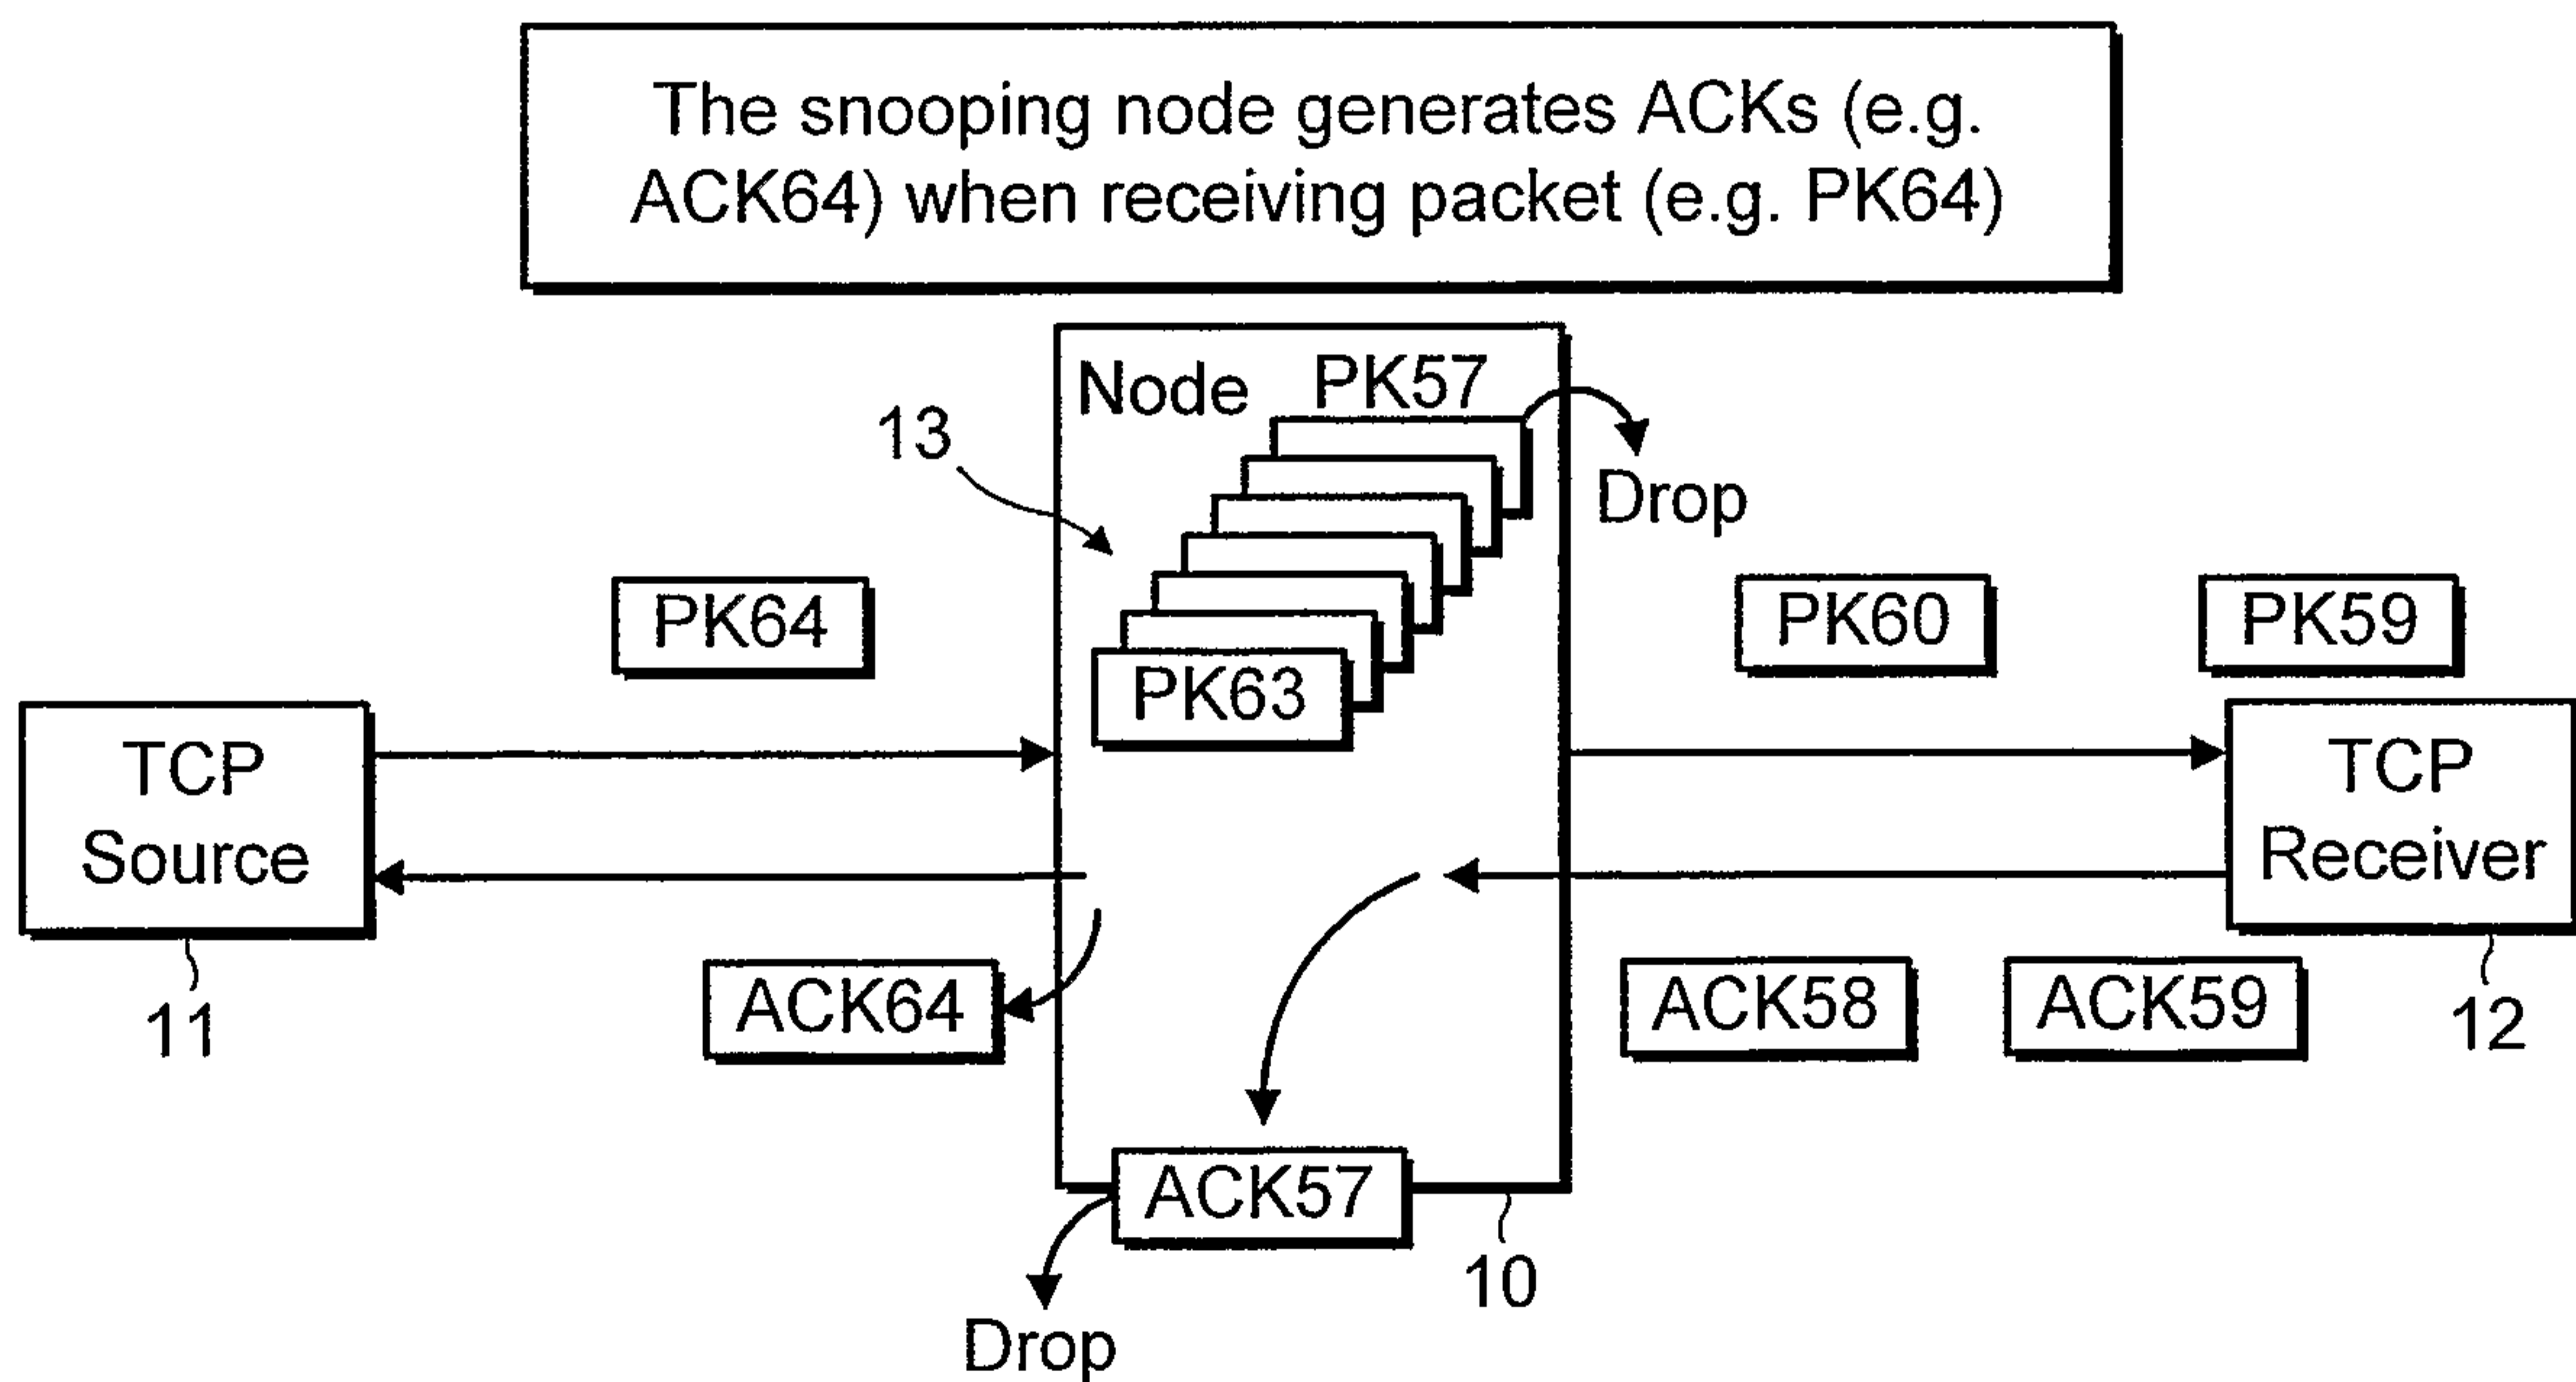 The snooping node generates ACKs (e.g.
ACK64) when receiving packet (e.g. PK64)
Node
PK57
13
Drop
PK64
PK60
PK59
PK63
TCP
Source
TCP
Receiver
ACK64
ACK58
ACK59
11
12
ACK57
10
Drop